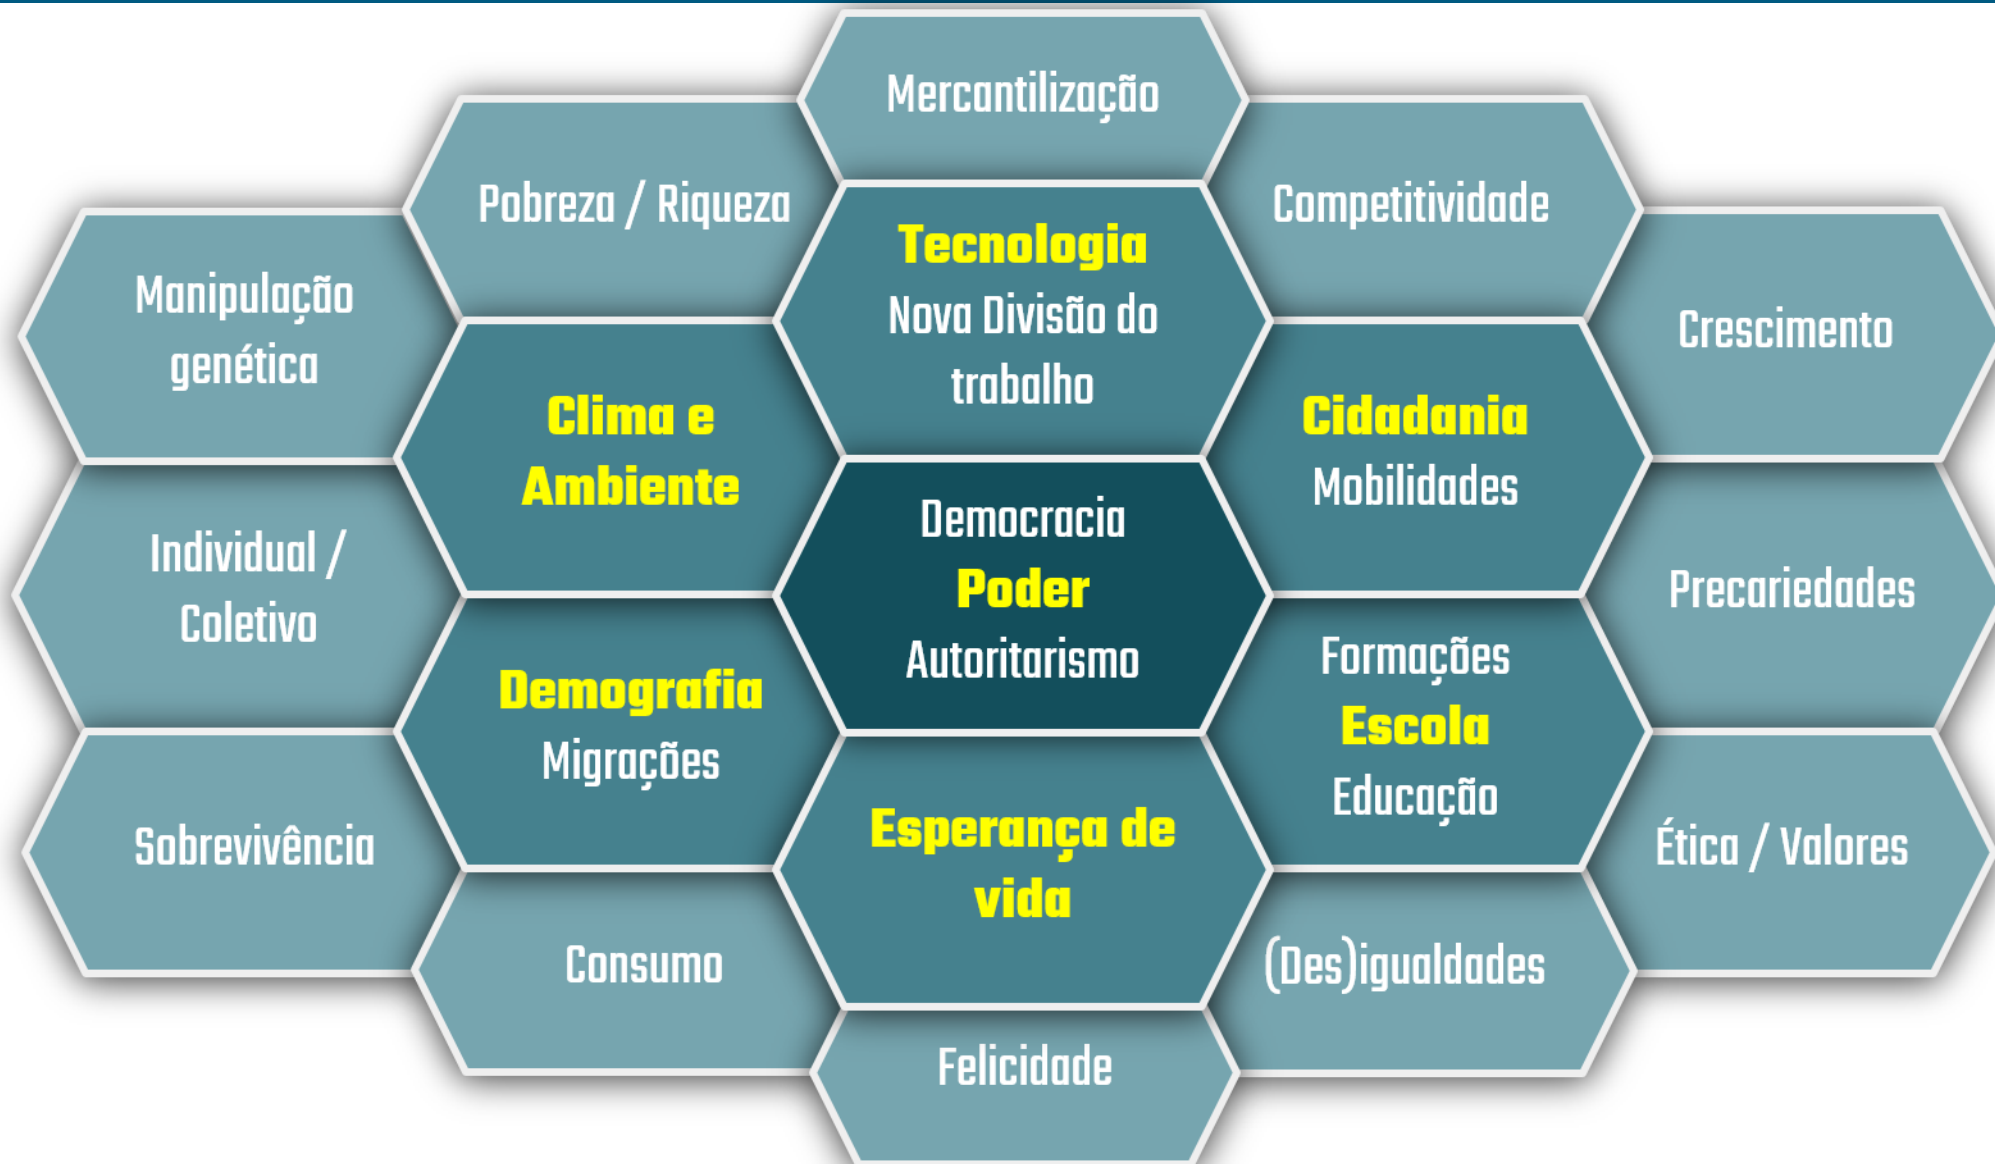 Mercantilização
Pobreza / Riqueza
Competitividade
Manipulação
genética
Tecnologia
Nova Divisão do
trabalho
Crescimento
Clima e
Ambiente
Cidadania
Mobilidades
Individual /
Coletivo
Democracia
Poder
Autoritarismo
Precariedades
Demografia
Migrações
Formações
Escola
Educação
Sobrevivência
Esperança de
vida
Ética / Valores
Consumo
(Des)igualdades
Felicidade